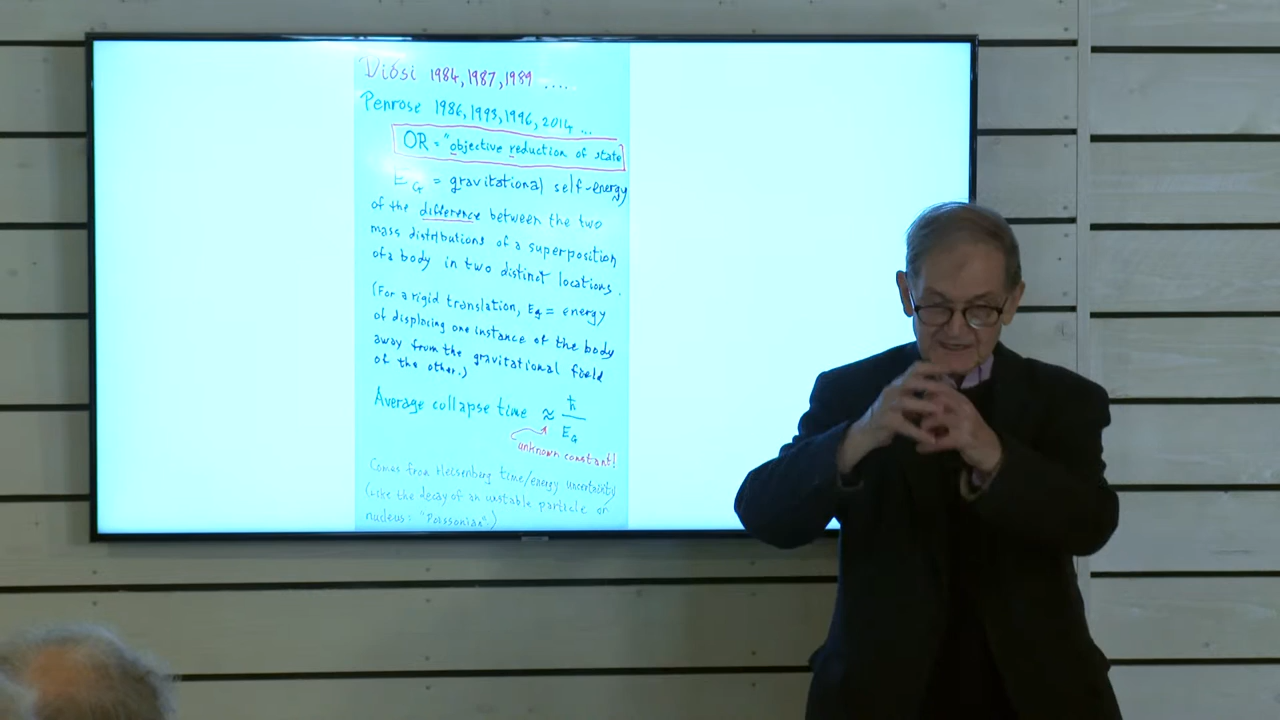 Diósi 1984, 1987, 1989 ....
Penrose 1986, 1993, 1996, 2014 ...
OR = "objective reduction of state
E_G = gravitational self-energy
of the difference between the two
mass distributions of a superposition
of a body in two distinct locations.
(For a rigid translation, E_G = energy
of displacing one instance of the body
away from the gravitational field
of the other.)
Average collapse time ≈ ħ
E_G
unknown constant!
Comes from Heisenberg time/energy uncertainty
(Like the decay of an unstable particle or
nucleus: "Poissonian".)